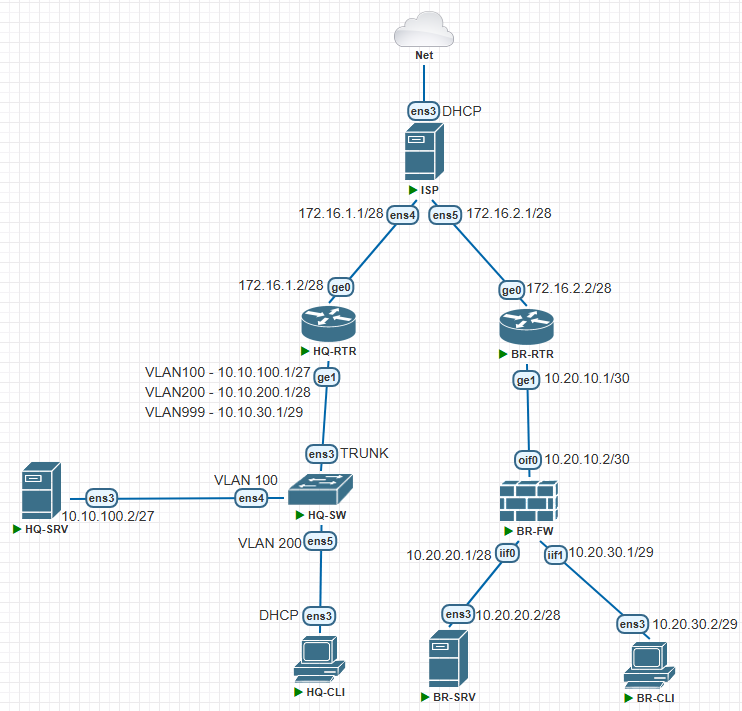 Net
ens3 DHCP
ISP
172.16.1.1/28 ens4 ens5 172.16.2.1/28
172.16.1.2/28 ge0 ge0 172.16.2.2/28
HQ-RTR BR-RTR
VLAN100 - 10.10.100.1/27 ge1 ge1 10.20.10.1/30
VLAN200 - 10.10.200.1/28
VLAN999 - 10.10.30.1/29
ens3 TRUNK oif0 10.20.10.2/30
VLAN 100
ens3 ens4
10.10.100.2/27
HQ-SRV HQ-SW BR-FW
VLAN 200 ens5 10.20.20.1/28 iif0 iif1 10.20.30.1/29
DHCP ens3 ens3 10.20.20.2/28 ens3 10.20.30.2/29
HQ-CLI BR-SRV BR-CLI